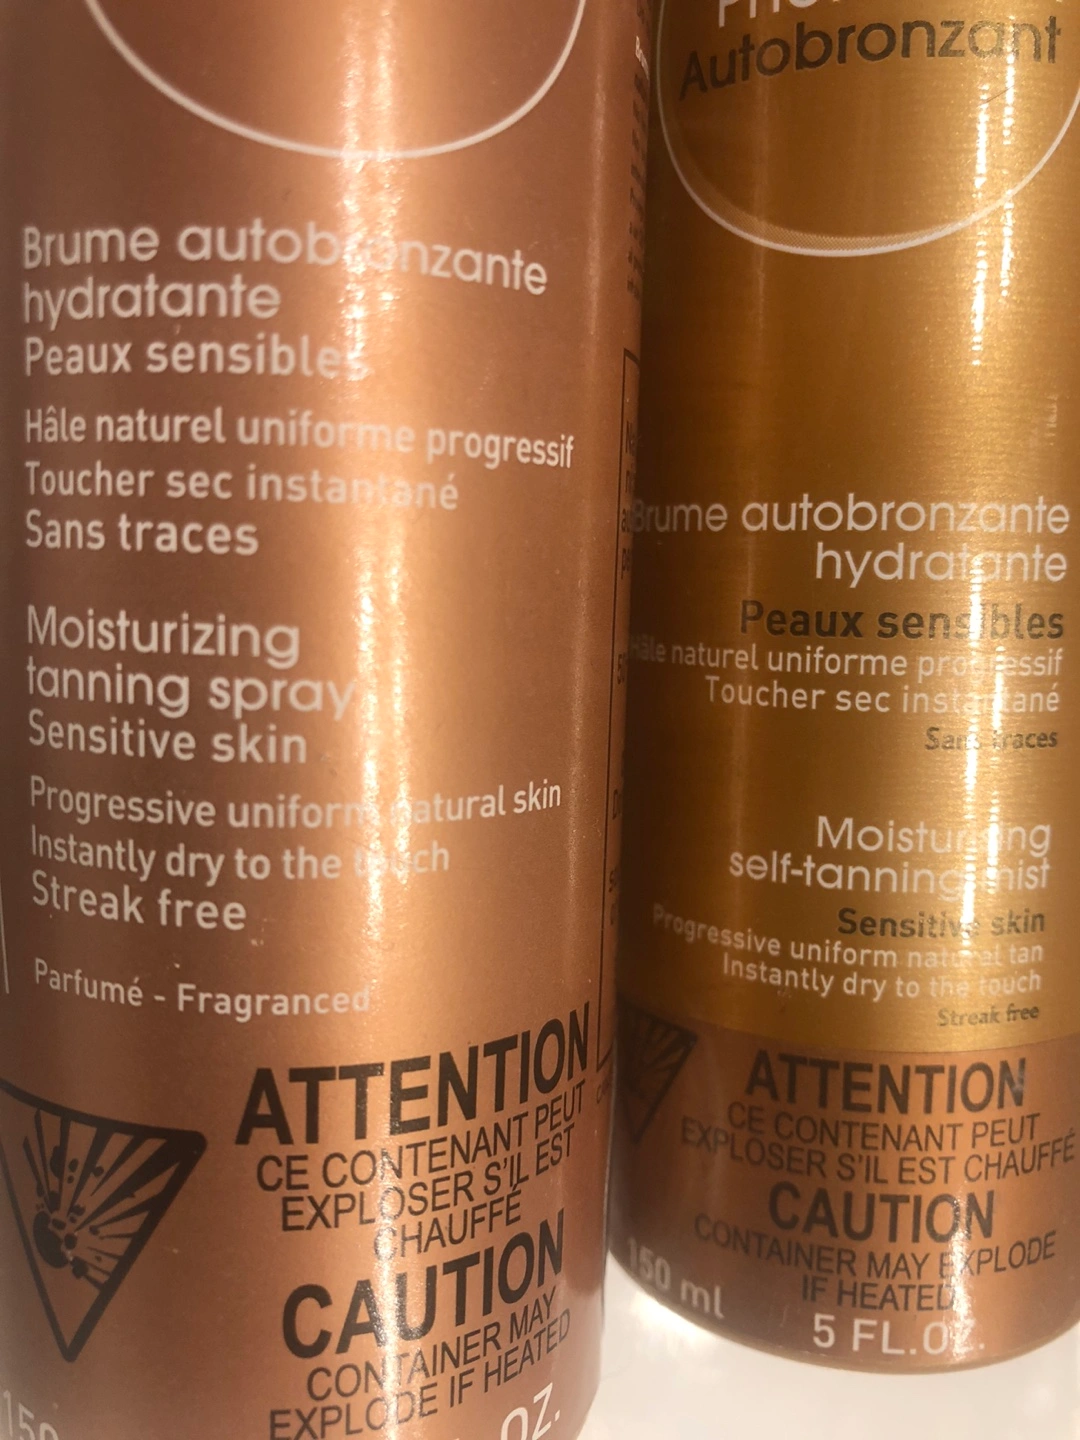 Brume autobronzante
hydratante
Peaux sensibles
Hâle naturel uniforme progressif
Toucher sec instantané
Sans traces
Moisturizing
tanning spray
Sensitive skin
Progressive uniform natural skin
Instantly dry to the touch
Streak free
Parfumé - Fragranced
ATTENTION
CE CONTENANT PEUT
EXPLOSER S'IL EST
CHAUFFÉ
CAUTION
CONTAINER MAY
EXPLODE IF HEATED
150
OZ.
Autobronzant
Brume autobronzante
hydratante
Peaux sensibles
Hâle naturel uniforme progressif
Toucher sec instantané
Sans traces
Moisturizing
self-tanning mist
Sensitive skin
Progressive uniform natural tan
Instantly dry to the touch
Streak free
ATTENTION
CE CONTENANT PEUT
EXPLOSER S'IL EST CHAUFFÉ
CAUTION
CONTAINER MAY EXPLODE
IF HEATED
150 ml
5 FL.OZ.